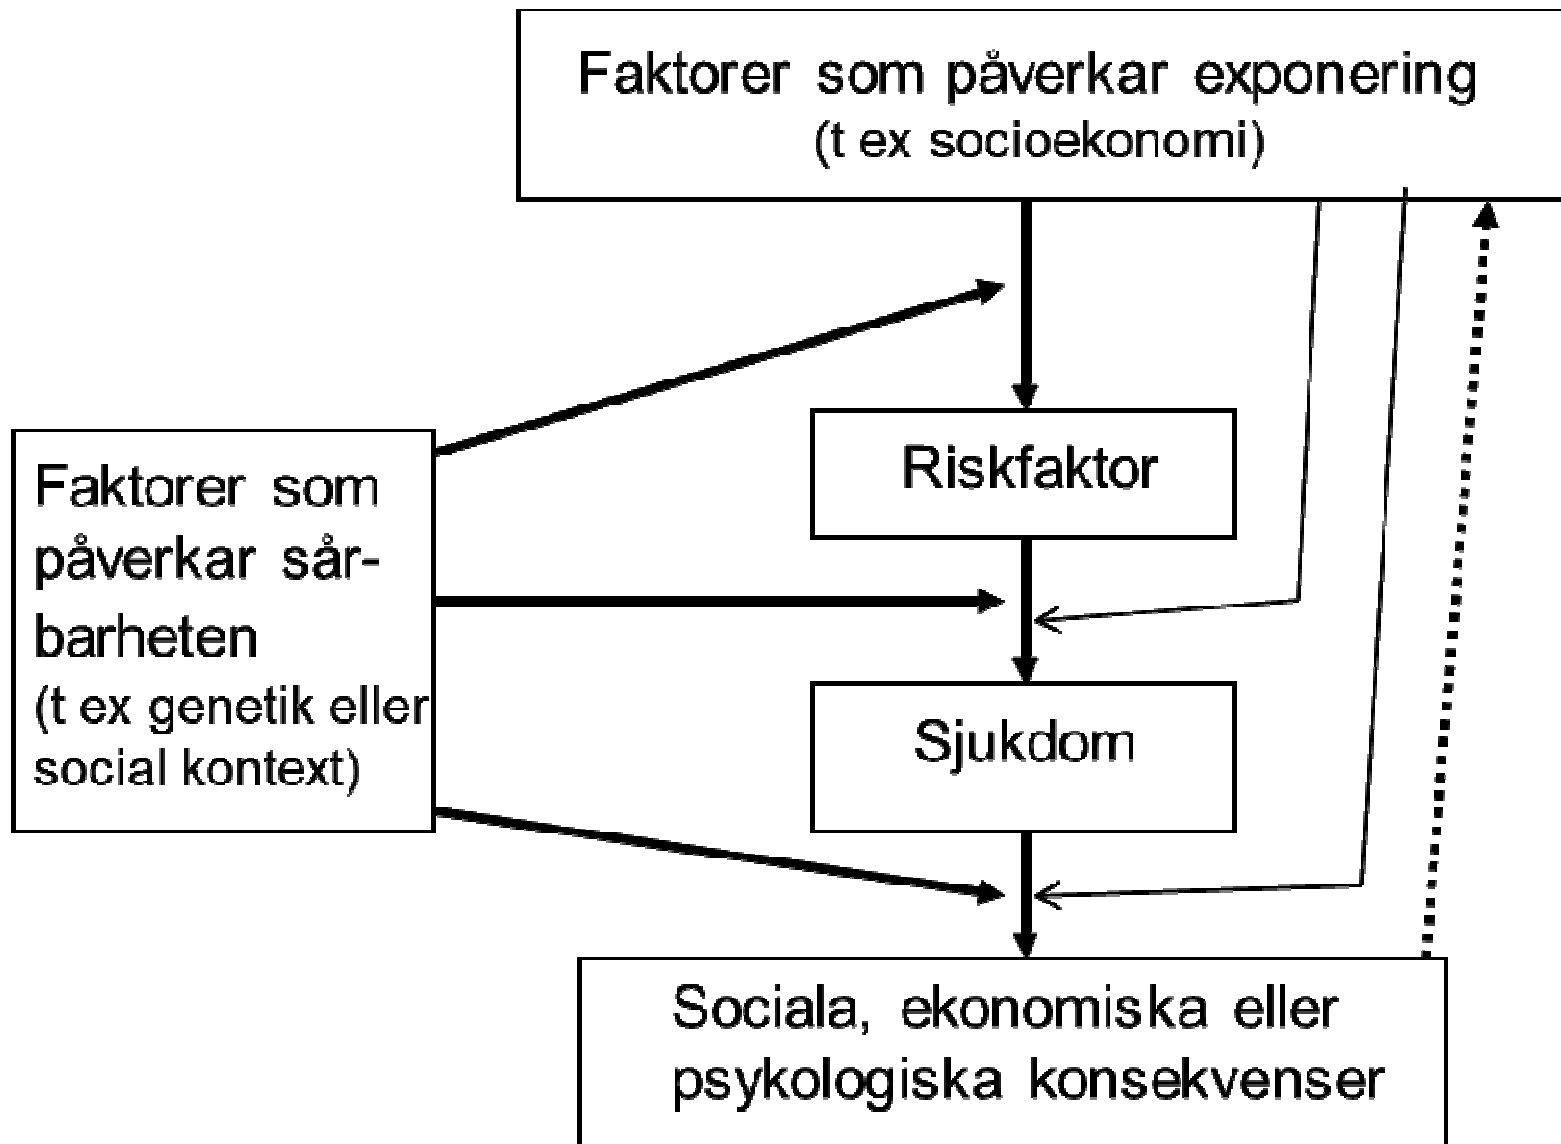 Faktorer som påverkar exponering
(t ex socioekonomi)
Riskfaktor
Faktorer som
påverkar sår-
barheten
(t ex genetik eller
social kontext)
Sjukdom
Sociala, ekonomiska eller
psykologiska konsekvenser